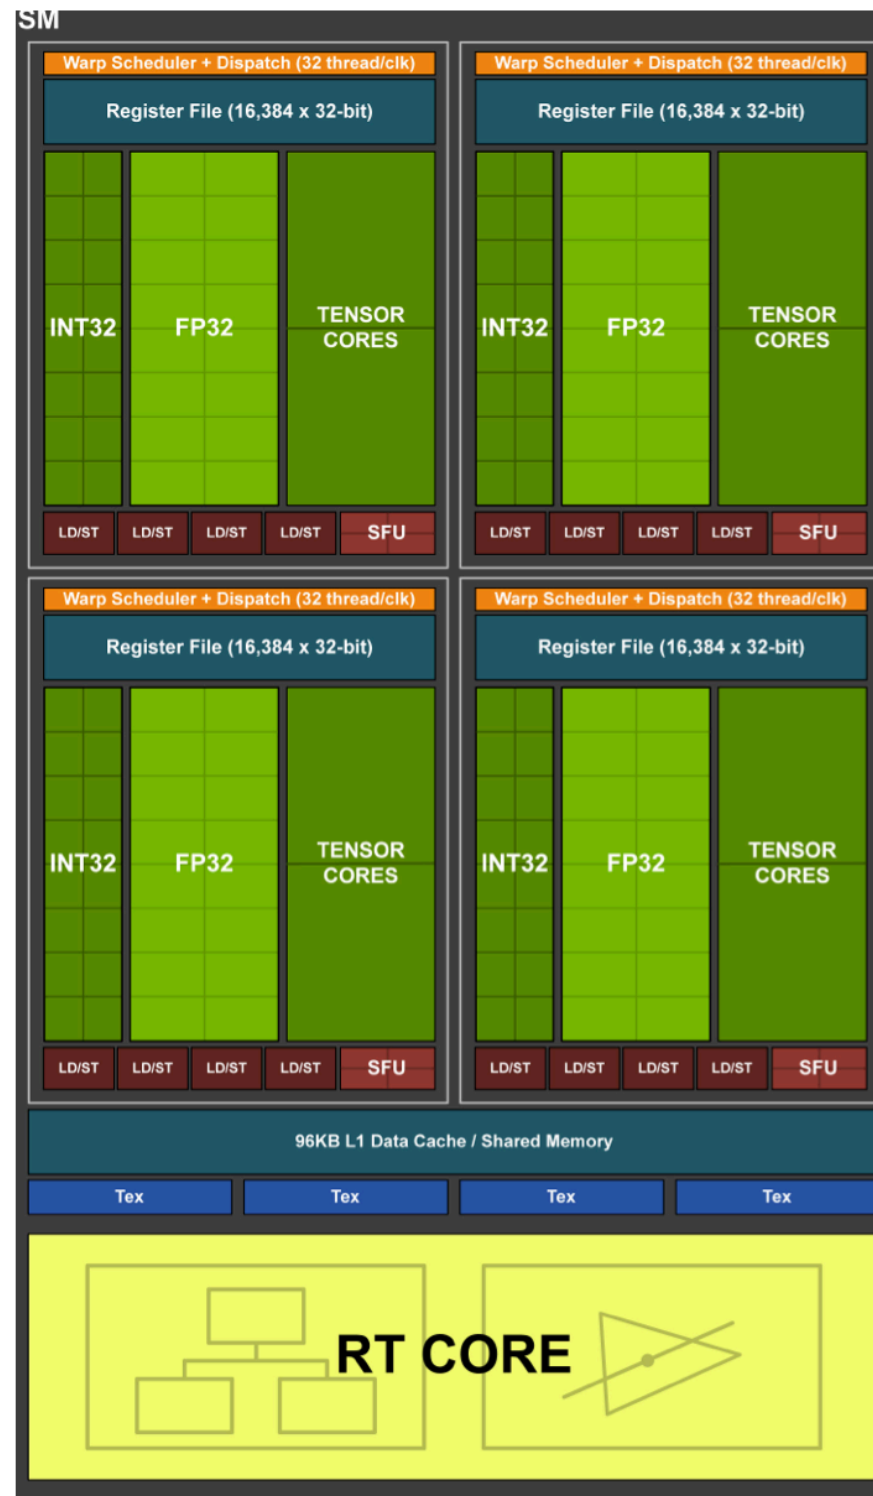 SM
Warp Scheduler + Dispatch (32 thread/clk)
Register File (16,384 x 32-bit)
INT32
FP32
TENSOR
CORES
LD/ST
LD/ST
LD/ST
LD/ST
SFU
Warp Scheduler + Dispatch (32 thread/clk)
Register File (16,384 x 32-bit)
INT32
FP32
TENSOR
CORES
LD/ST
LD/ST
LD/ST
LD/ST
SFU
Warp Scheduler + Dispatch (32 thread/clk)
Register File (16,384 x 32-bit)
INT32
FP32
TENSOR
CORES
LD/ST
LD/ST
LD/ST
LD/ST
SFU
Warp Scheduler + Dispatch (32 thread/clk)
Register File (16,384 x 32-bit)
INT32
FP32
TENSOR
CORES
LD/ST
LD/ST
LD/ST
LD/ST
SFU
96KB L1 Data Cache / Shared Memory
Tex
Tex
Tex
Tex
RT CORE